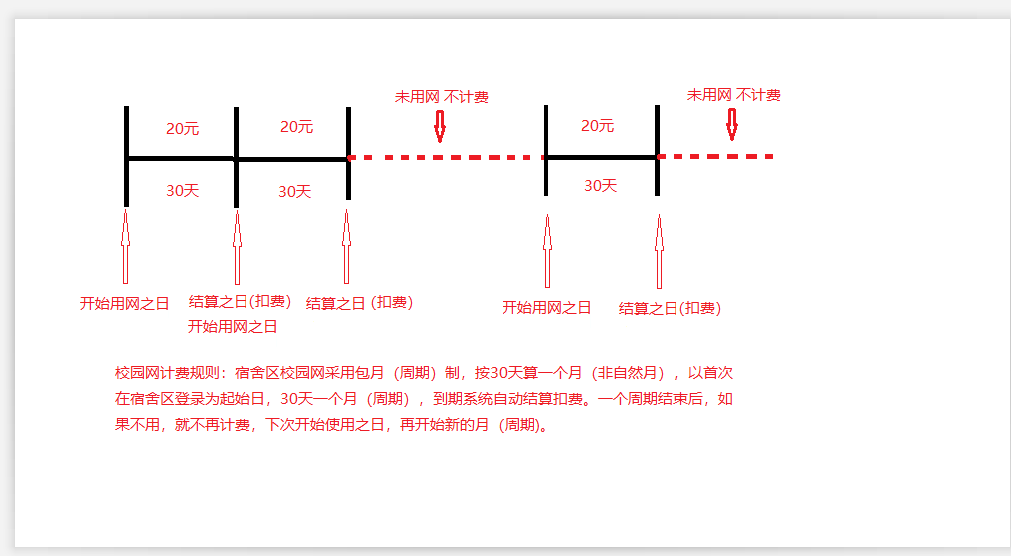 未用网 不计费
未用网 不计费
20元
20元
20元
30天
30天
30天
开始用网之日
结算之日(扣费)
开始用网之日
结算之日 (扣费)
开始用网之日
结算之日(扣费)
校园网计费规则：宿舍区校园网采用包月（周期）制，按30天算一个月（非自然月），以首次
在宿舍区登录为起始日，30天一个月（周期），到期系统自动结算扣费。一个周期结束后，如
果不用，就不再计费，下次开始使用之日，再开始新的月（周期)。